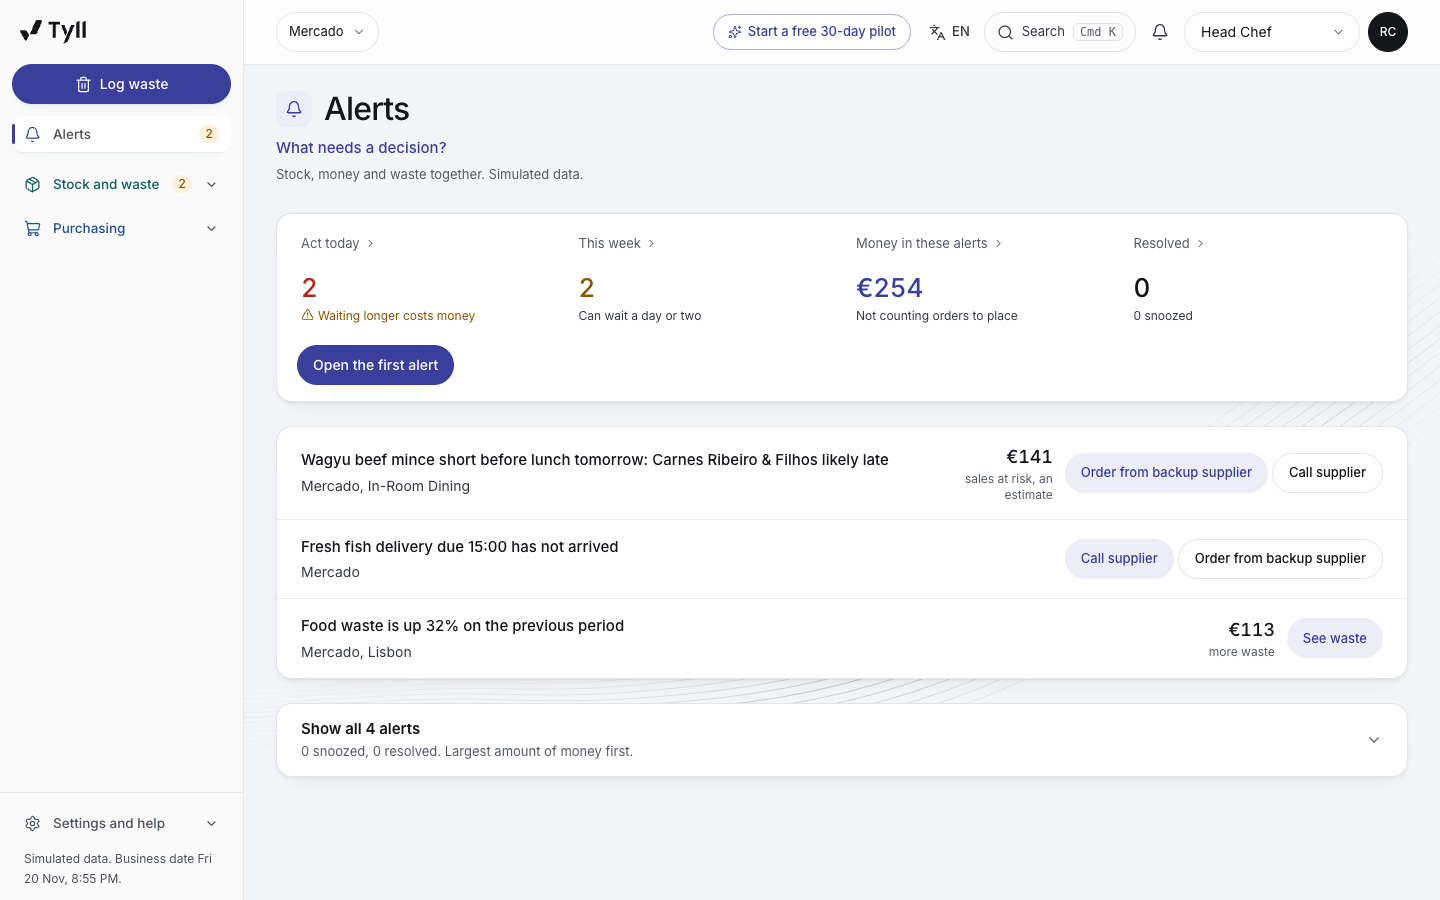 Tyll
Mercado
Start a free 30-day pilot
EN
Search
Cmd K
Head Chef
RC
Log waste
Alerts
2
Stock and waste
2
Purchasing
Alerts
What needs a decision?
Stock, money and waste together. Simulated data.
Act today
2
Waiting longer costs money
This week
2
Can wait a day or two
Money in these alerts
€254
Not counting orders to place
Resolved
0
0 snoozed
Open the first alert
Wagyu beef mince short before lunch tomorrow: Carnes Ribeiro & Filhos likely late
Mercado, In-Room Dining
€141
sales at risk, an
estimate
Order from backup supplier
Call supplier
Fresh fish delivery due 15:00 has not arrived
Mercado
Call supplier
Order from backup supplier
Food waste is up 32% on the previous period
Mercado, Lisbon
€113
more waste
See waste
Show all 4 alerts
0 snoozed, 0 resolved. Largest amount of money first.
Settings and help
Simulated data. Business date Fri
20 Nov, 8:55 PM.